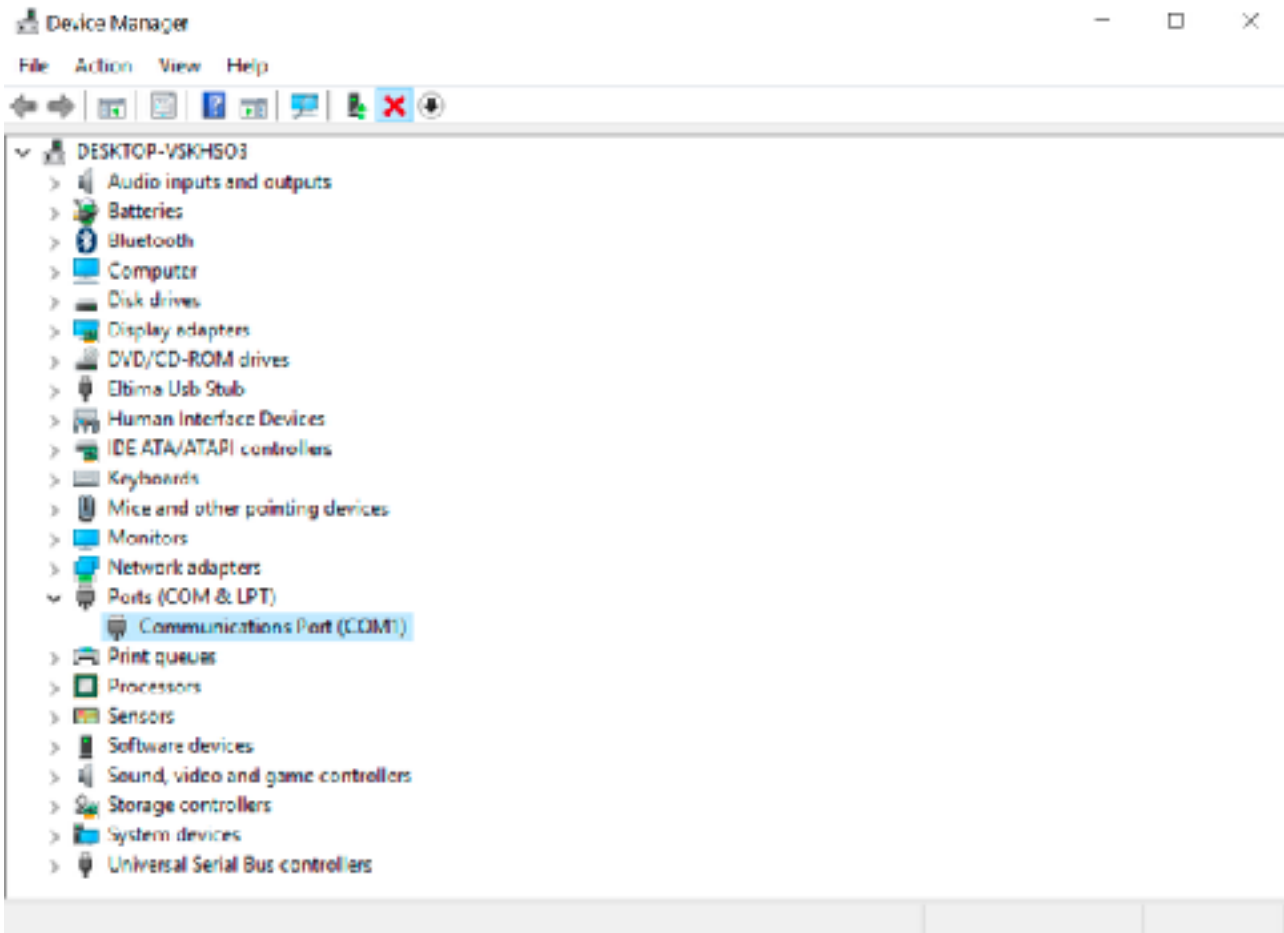 Device Manager
File Action View Help
DESKTOP-VSKHSO3
Audio inputs and outputs
Batteries
Bluetooth
Computer
Disk drives
Display adapters
DVD/CD-ROM drives
Eltima Usb Stub
Human Interface Devices
IDE ATA/ATAPI controllers
Keyboards
Mice and other pointing devices
Monitors
Network adapters
Ports (COM & LPT)
Communications Port (COM1)
Print queues
Processors
Sensors
Software devices
Sound, video and game controllers
Storage controllers
System devices
Universal Serial Bus controllers